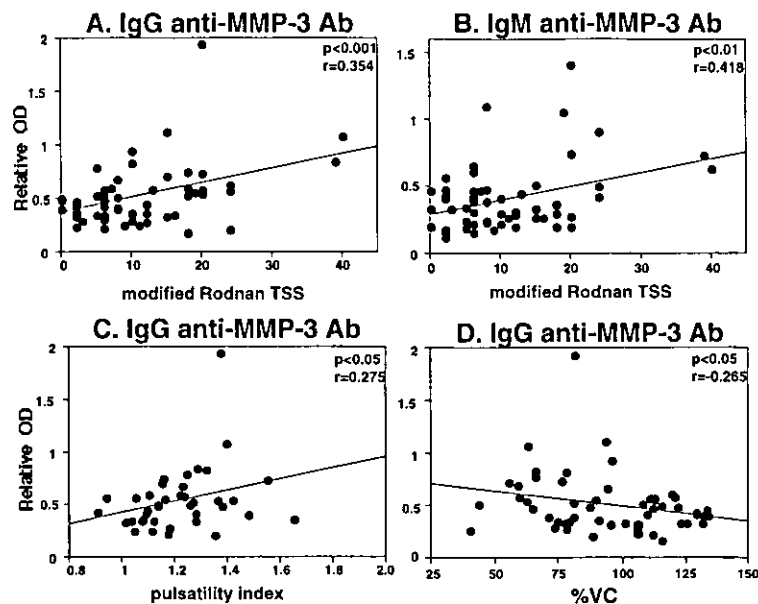 A. IgG anti-MMP-3 Ab
p<0.001
r=0.354
Relative OD
2
1.5
1
0.5
0
0
10
20
30
40
modified Rodnan TSS
B. IgM anti-MMP-3 Ab
p<0.01
r=0.418
1.5
1
0.5
0
0
10
20
30
40
modified Rodnan TSS
C. IgG anti-MMP-3 Ab
p<0.05
r=0.275
Relative OD
2
1.5
1
0.5
0
0.8
1
1.2
1.4
1.6
1.8
2.0
pulsatility index
D. IgG anti-MMP-3 Ab
p<0.05
r=-0.265
2
1.5
1
0.5
0
25
50
75
100
125
150
%VC